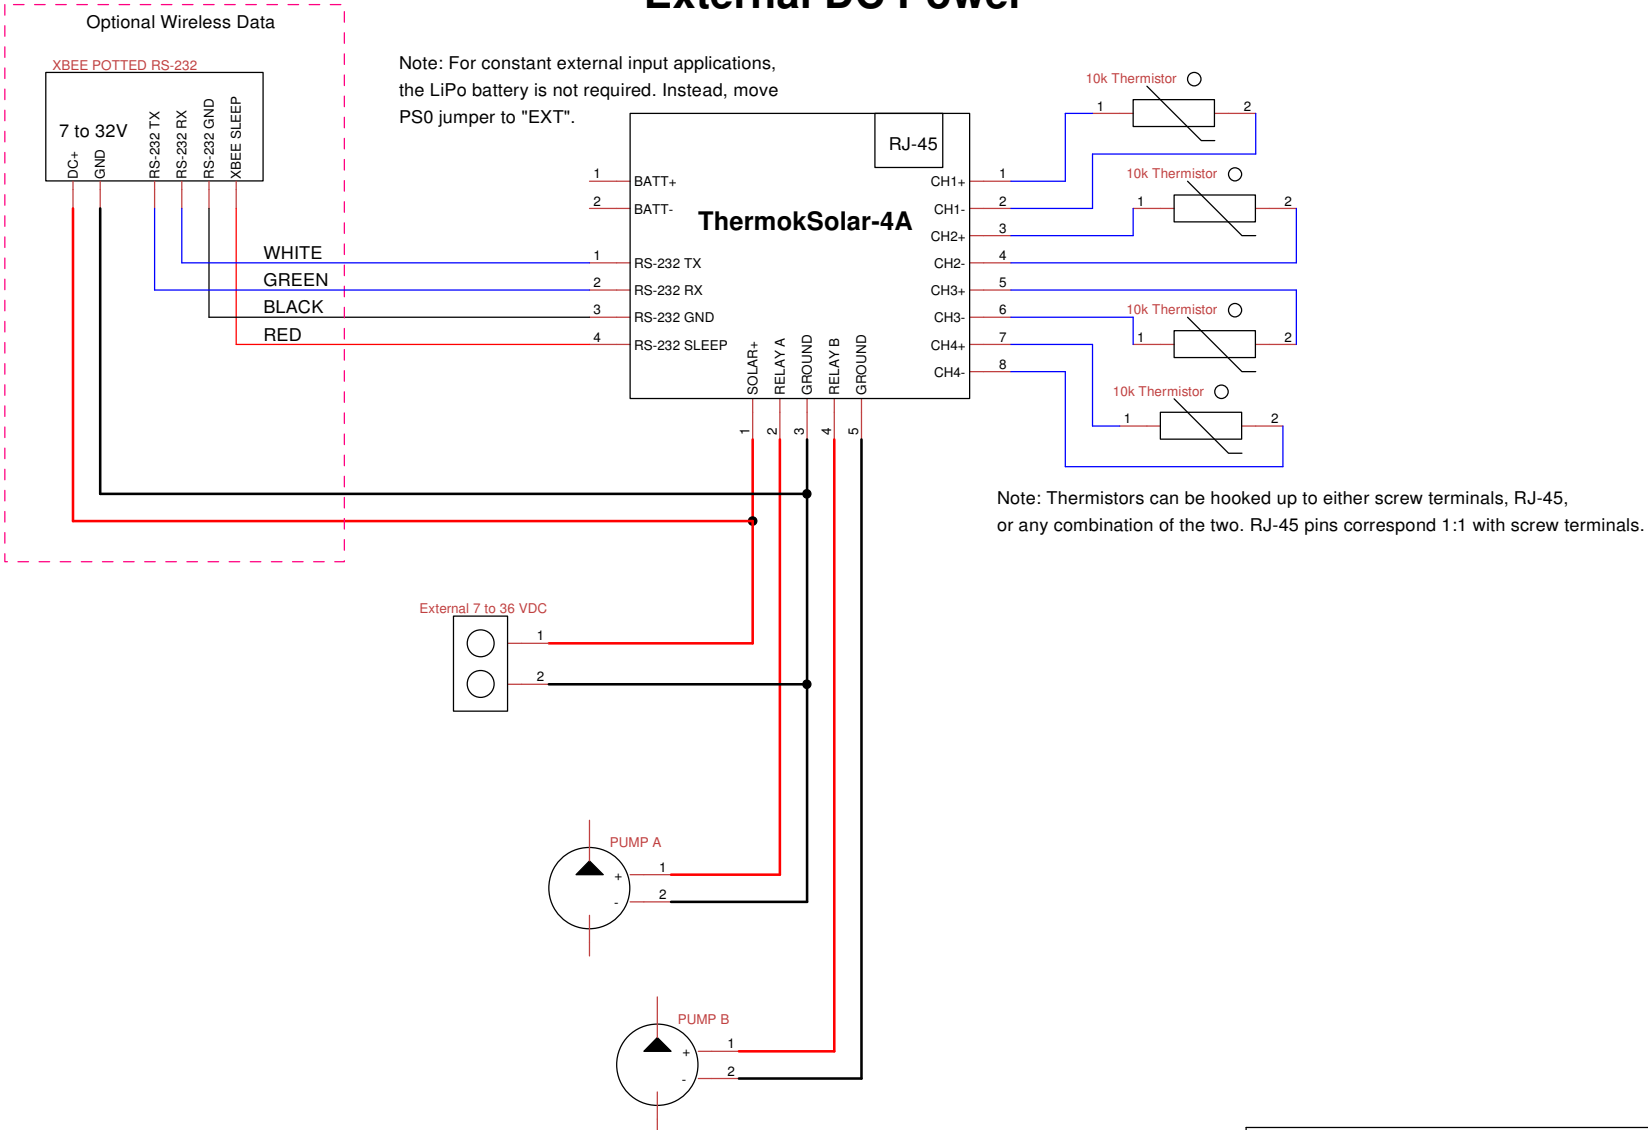 External DC Power
Optional Wireless Data
XBEE POTTED RS-232
7 to 32V
DC+
GND
RS-232 TX
RS-232 RX
RS-232 GND
XBEE SLEEP
WHITE
GREEN
BLACK
RED
Note: For constant external input applications,
the LiPo battery is not required. Instead, move
PS0 jumper to "EXT".
RJ-45
ThermokSolar-4A
1 BATT+
2 BATT-
1 RS-232 TX
2 RS-232 RX
3 RS-232 GND
4 RS-232 SLEEP
SOLAR+ 1
RELAY A 2
GROUND 3
RELAY B 4
GROUND 5
CH1+ 1
CH1- 2
CH2+ 3
CH2- 4
CH3+ 5
CH3- 6
CH4+ 7
CH4- 8
10k Thermistor
1 2
10k Thermistor
1 2
10k Thermistor
1 2
10k Thermistor
1 2
Note: Thermistors can be hooked up to either screw terminals, RJ-45,
or any combination of the two. RJ-45 pins correspond 1:1 with screw terminals.
External 7 to 36 VDC
1
2
PUMP A
+ 1
- 2
PUMP B
+ 1
- 2